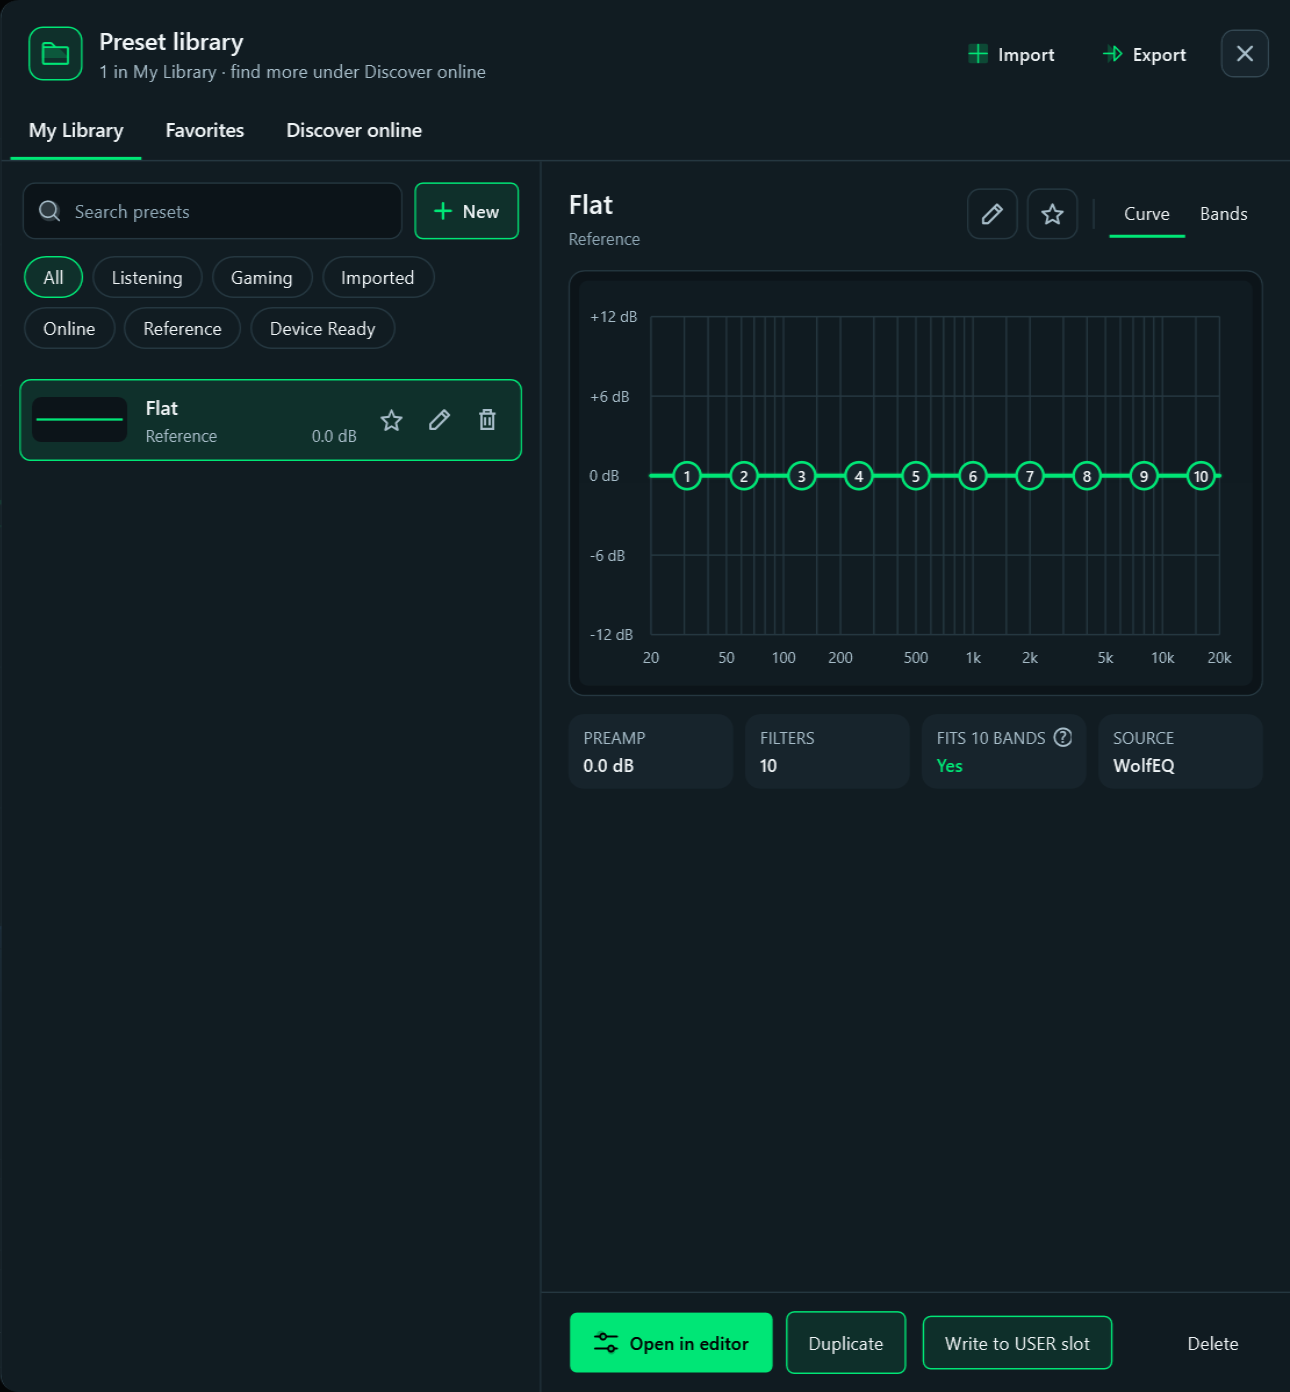 Preset library
1 in My Library · find more under Discover online
Import
Export
My Library
Favorites
Discover online
Search presets
New
All
Listening
Gaming
Imported
Online
Reference
Device Ready
Flat
Reference
0.0 dB
Flat
Reference
Curve
Bands
+12 dB
+6 dB
0 dB
-6 dB
-12 dB
1 2 3 4 5 6 7 8 9 10
20 50 100 200 500 1k 2k 5k 10k 20k
PREAMP
0.0 dB
FILTERS
10
FITS 10 BANDS ?
Yes
SOURCE
WolfEQ
Open in editor
Duplicate
Write to USER slot
Delete